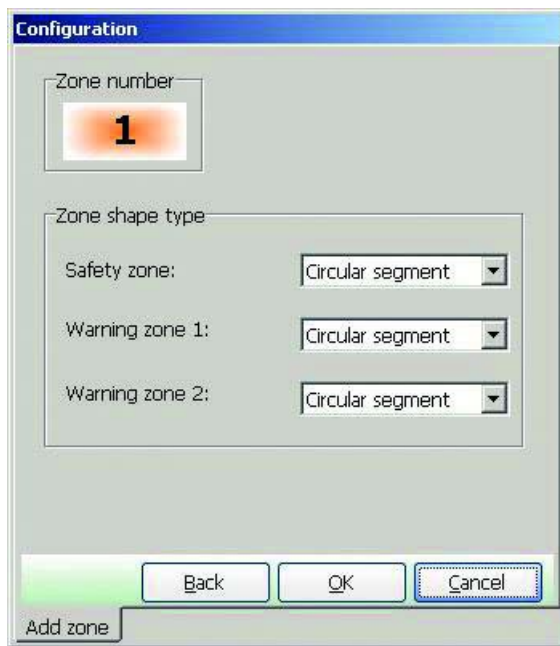 Configuration
Zone number
1
Zone shape type
Safety zone: Circular segment
Warning zone 1: Circular segment
Warning zone 2: Circular segment
Back OK Cancel
Add zone